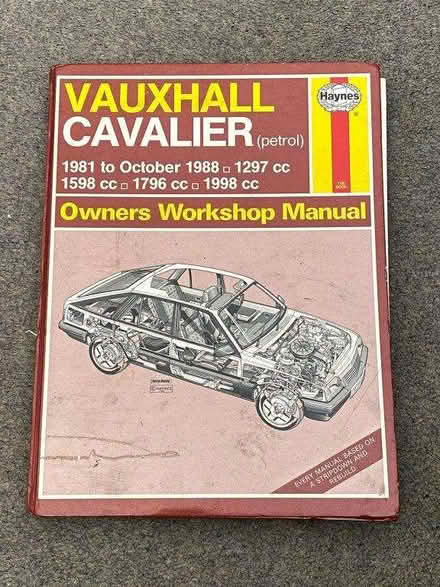 VAUXHALL
CAVALIER (petrol)
Haynes
1981 to October 1988 □ 1297 cc
1598 cc □ 1796 cc □ 1998 cc
Owners Workshop Manual
EVERY MANUAL BASED ON
A STRIPDOWN AND
REBUILD